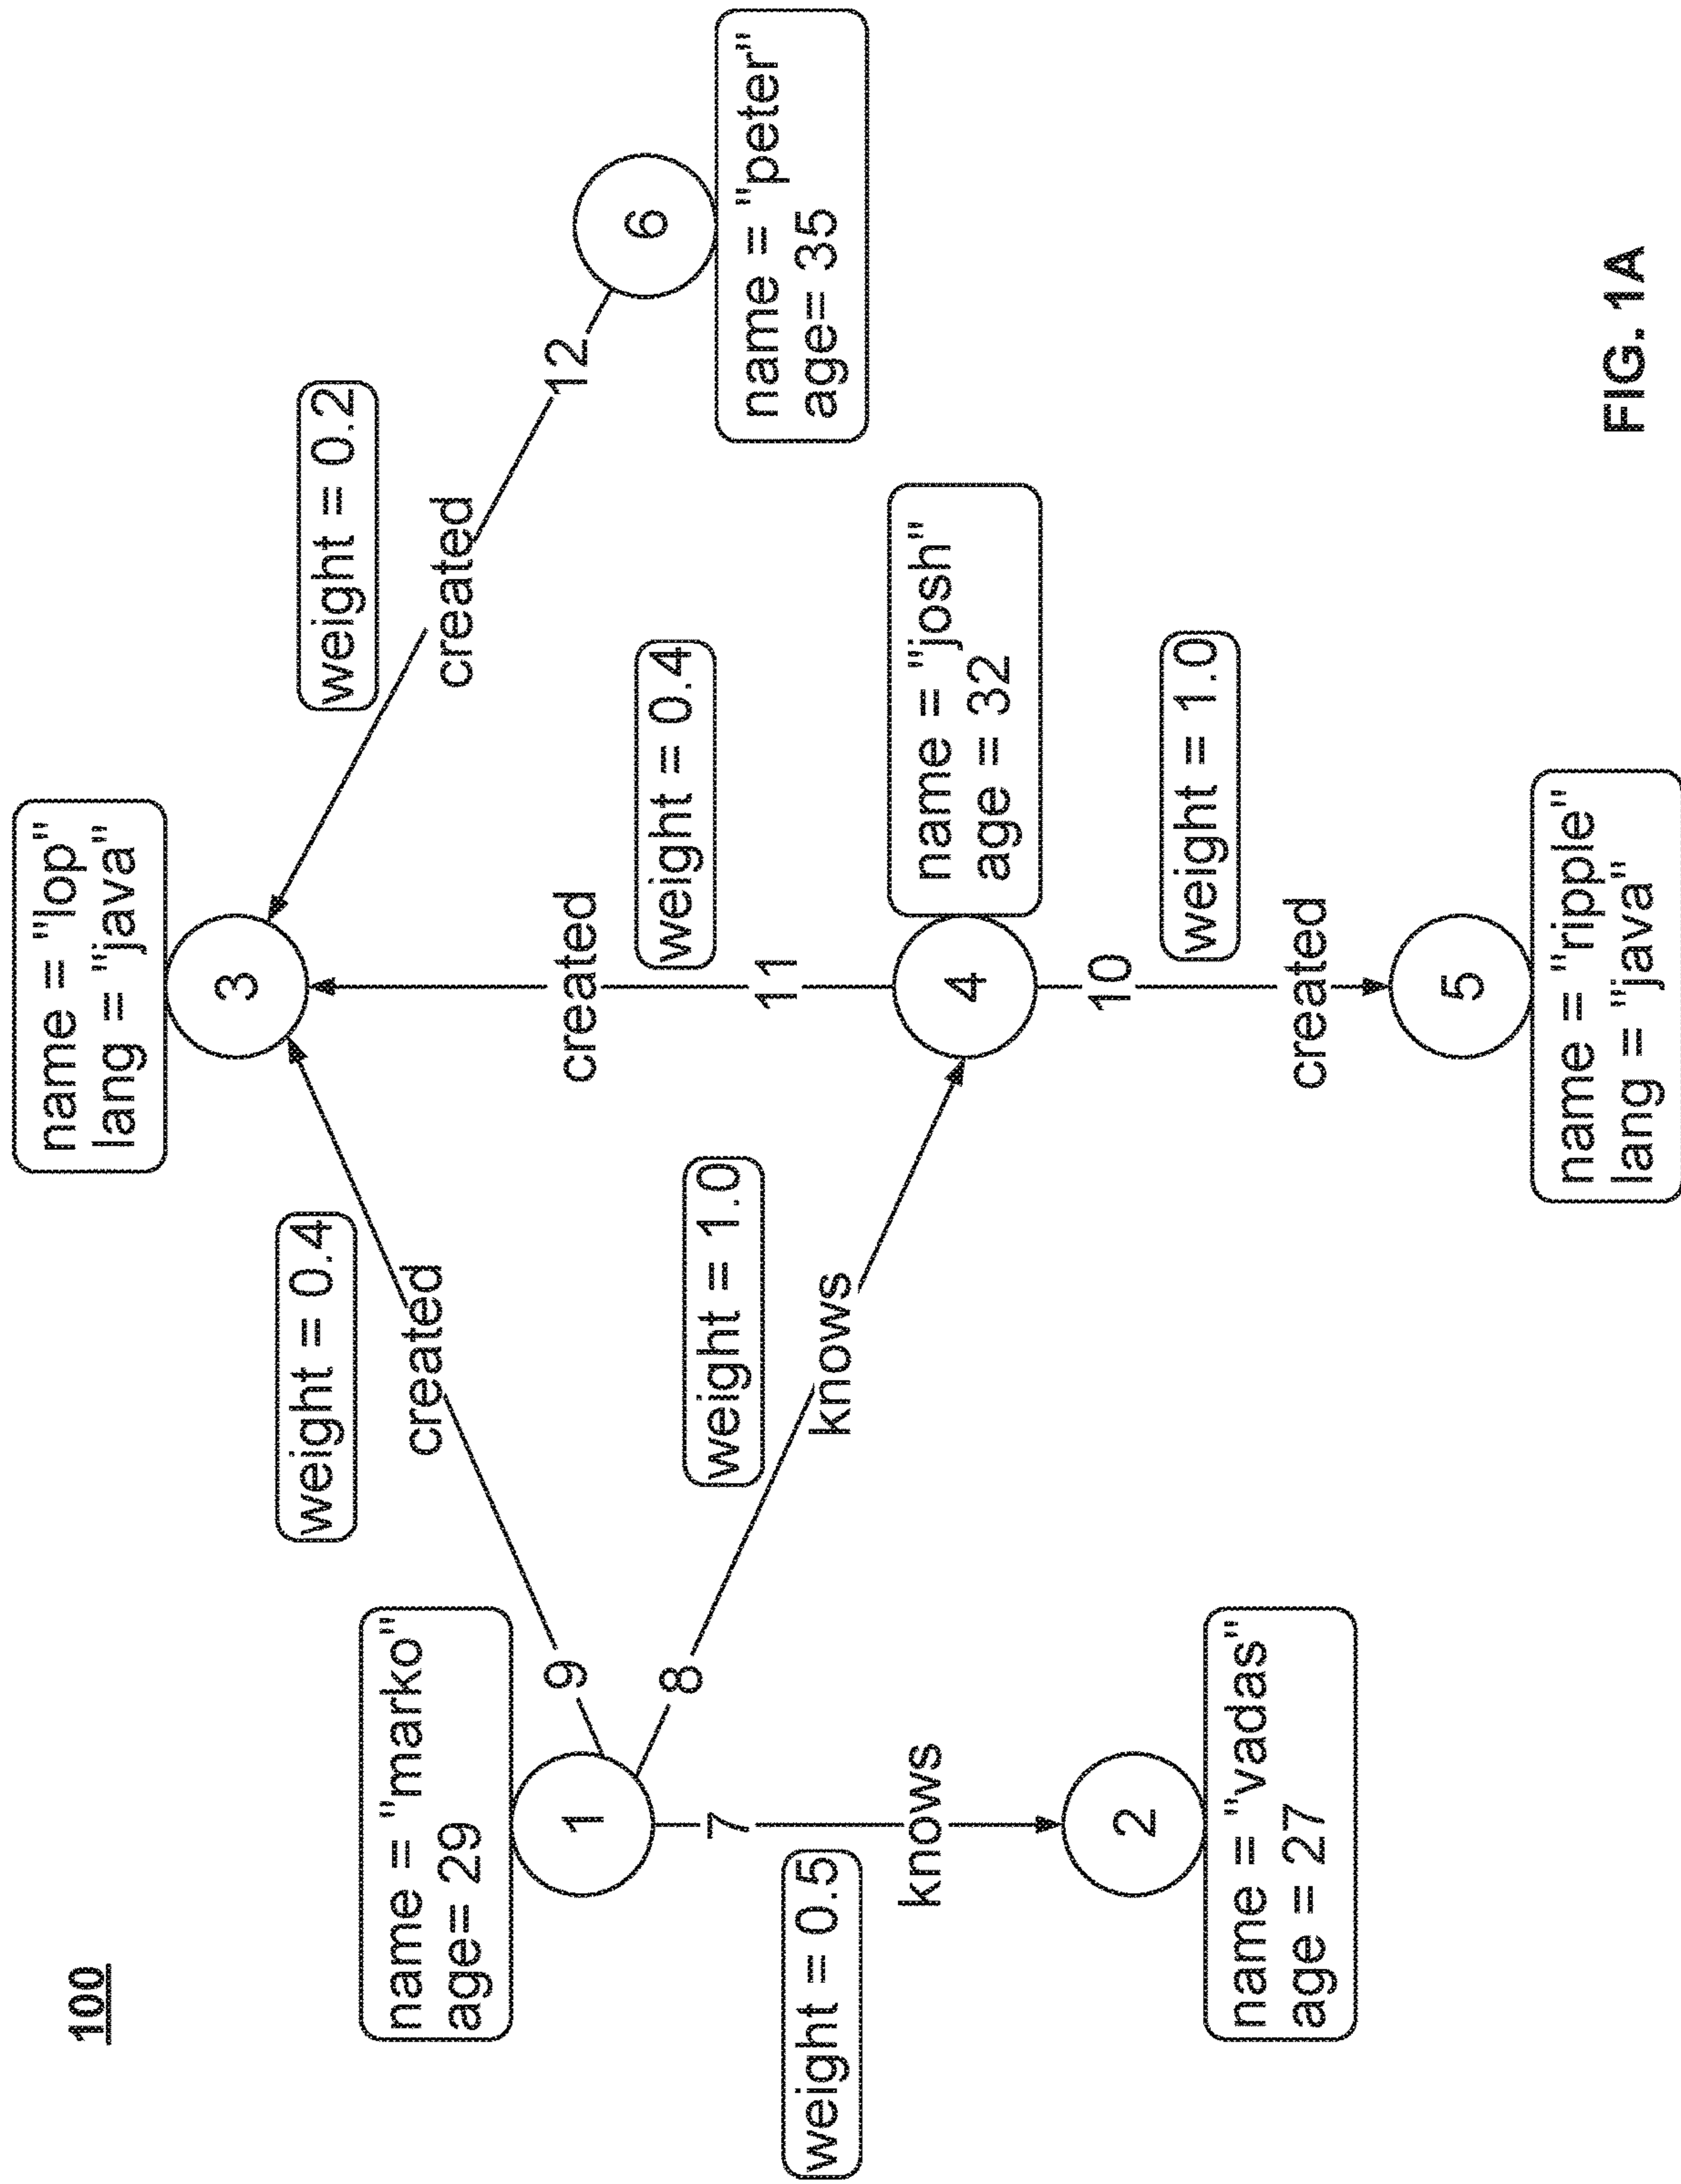 100
name = "lop"
lang = "java"
weight = 0.4
weight = 0.2
name = "marko"
age= 29
created
created
9
12
1
3
6
created
weight = 0.4
name = "peter"
age= 35
8
weight = 1.0
11
7
knows
weight = 0.5
4
name = "josh"
age = 32
knows
10
weight = 1.0
2
created
name = "vadas"
age = 27
5
name = "ripple"
lang = "java"
FIG. 1A